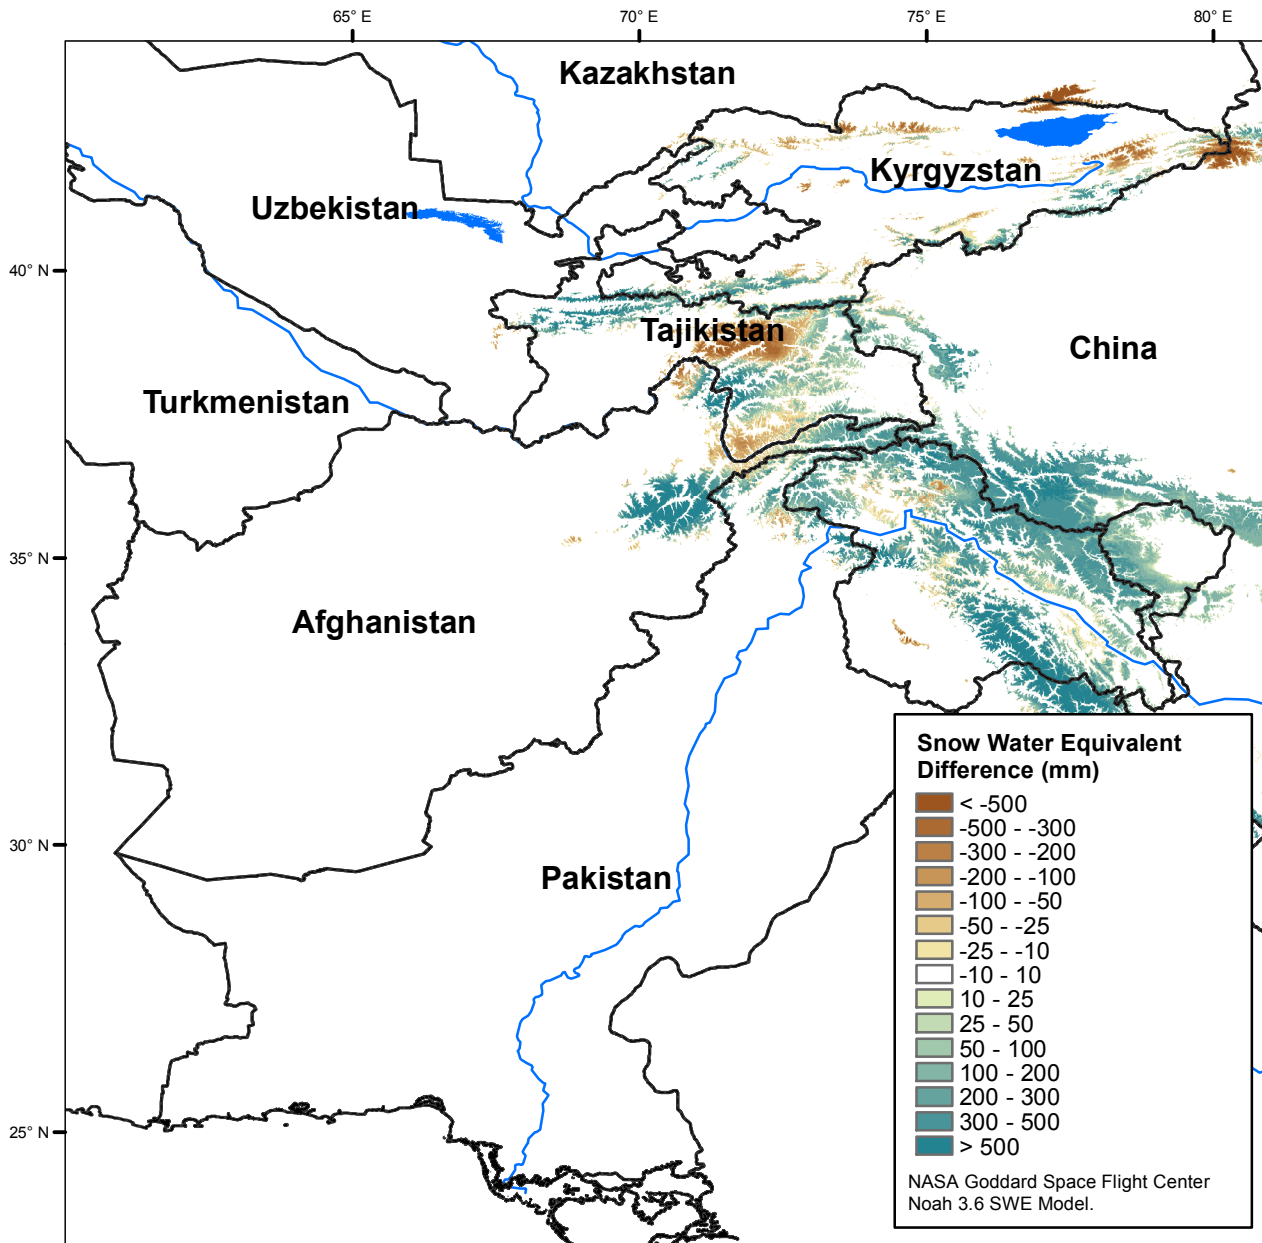 65° E
70° E
75° E
80° E
Kazakhstan
Kyrgyzstan
Uzbekistan
40° N
Tajikistan
China
Turkmenistan
35° N
Afghanistan
30° N
Pakistan
25° N
Snow Water Equivalent
Difference (mm)
< -500
-500 - -300
-300 - -200
-200 - -100
-100 - -50
-50 - -25
-25 - -10
-10 - 10
10 - 25
25 - 50
50 - 100
100 - 200
200 - 300
300 - 500
> 500
NASA Goddard Space Flight Center
Noah 3.6 SWE Model.